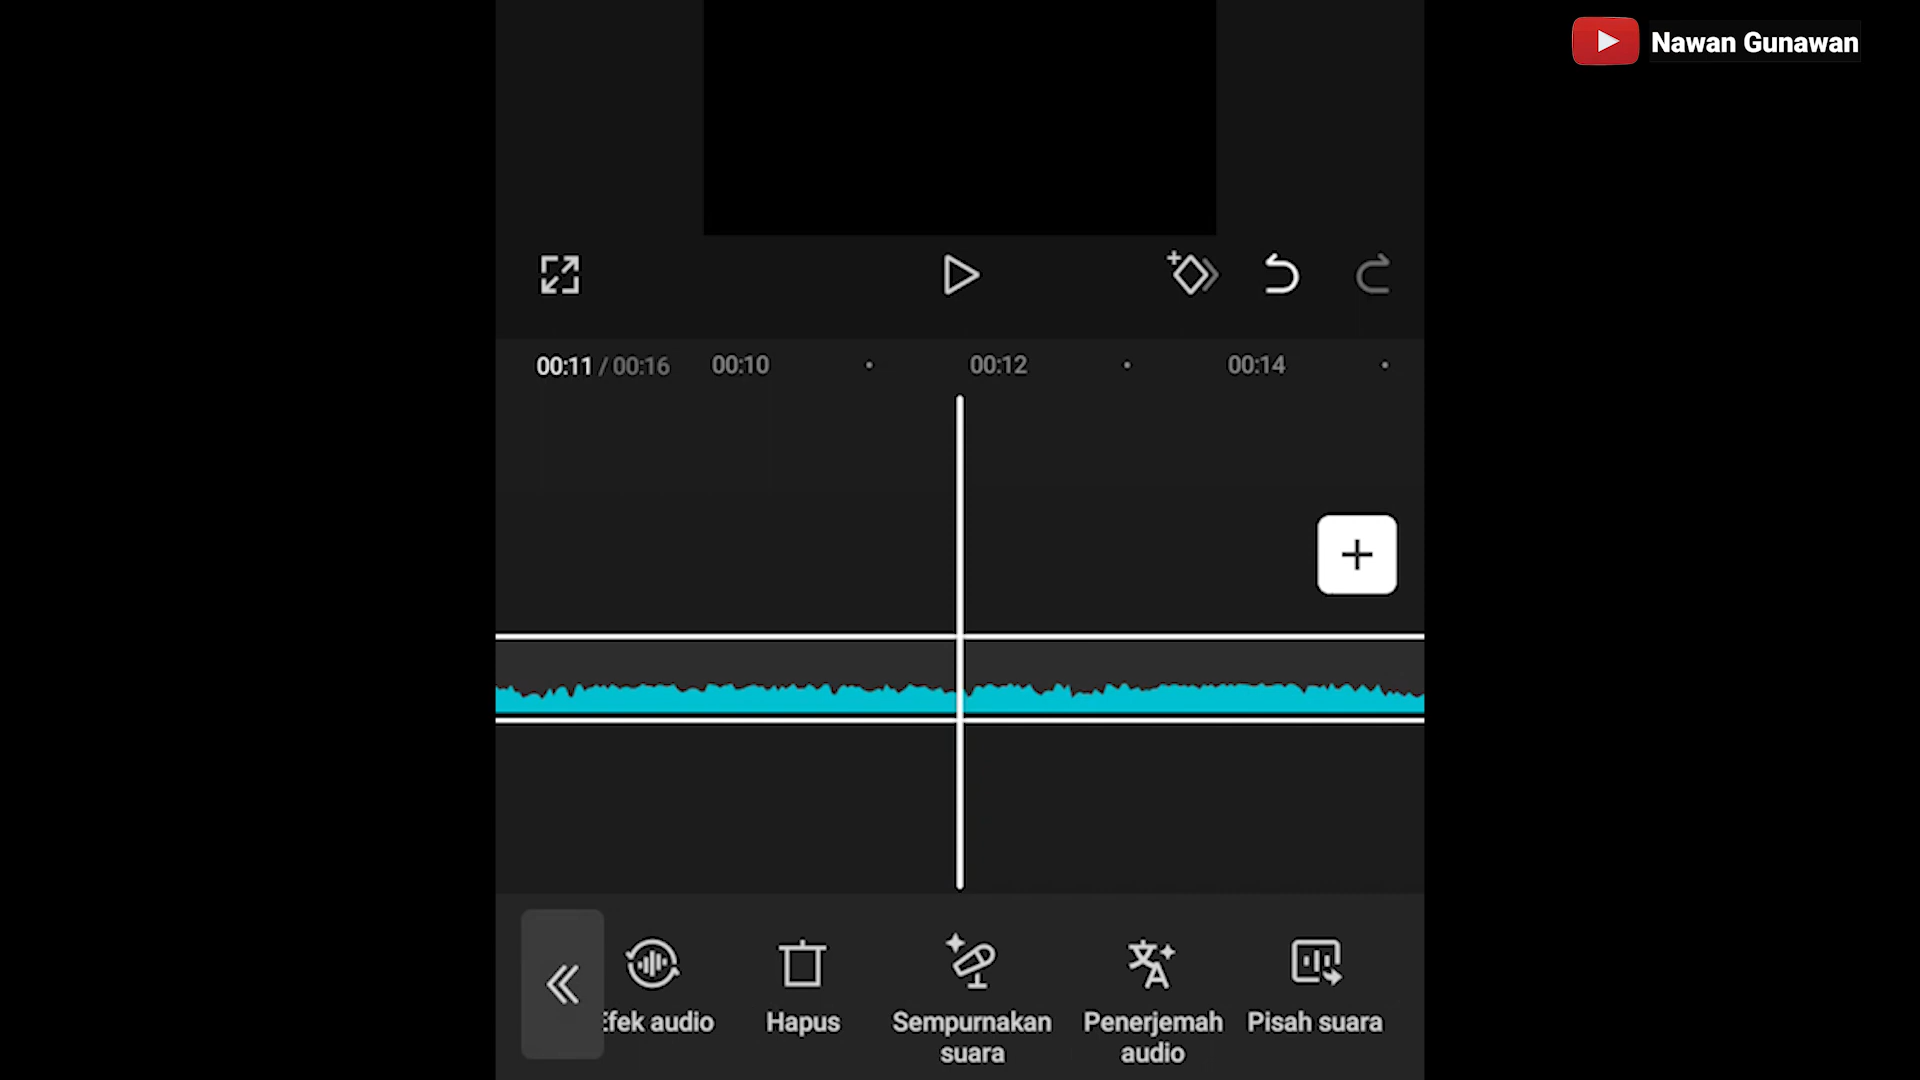 Nawan Gunawan
00:11 / 00:16 00:10 00:12 00:14
Efek audio
Hapus
Sempurnakan
suara
Penerjemah
audio
Pisah suara